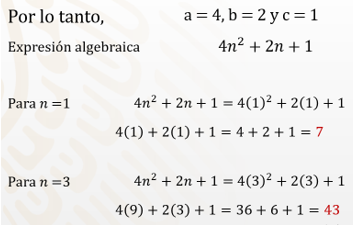 Por lo tanto, a = 4, b = 2 y c = 1
Expresión algebraica 4n² + 2n + 1
Para n =1 4n² + 2n + 1 = 4(1)² + 2(1) + 1
4(1) + 2(1) + 1 = 4 + 2 + 1 = 7
Para n =3 4n² + 2n + 1 = 4(3)² + 2(3) + 1
4(9) + 2(3) + 1 = 36 + 6 + 1 = 43